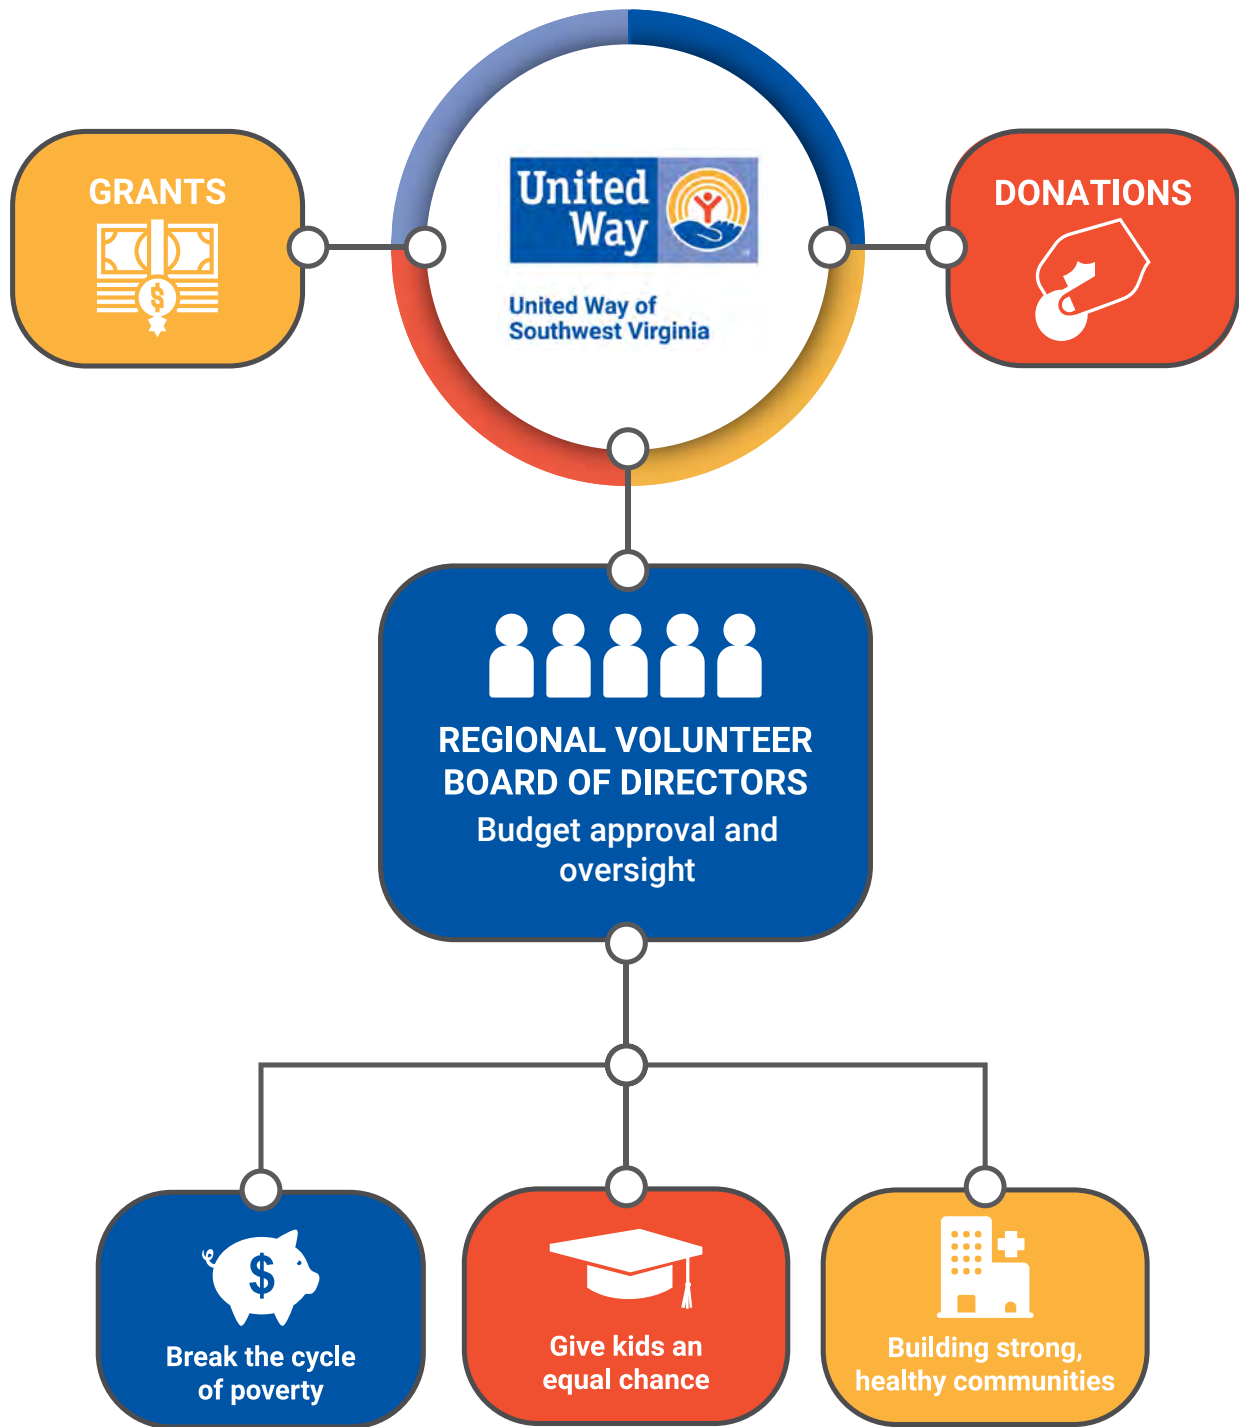 GRANTS
$
United
Way
United Way of
Southwest Virginia
DONATIONS
REGIONAL VOLUNTEER
BOARD OF DIRECTORS
Budget approval and
oversight
$
Break the cycle
of poverty
Give kids an
equal chance
Building strong,
healthy communities